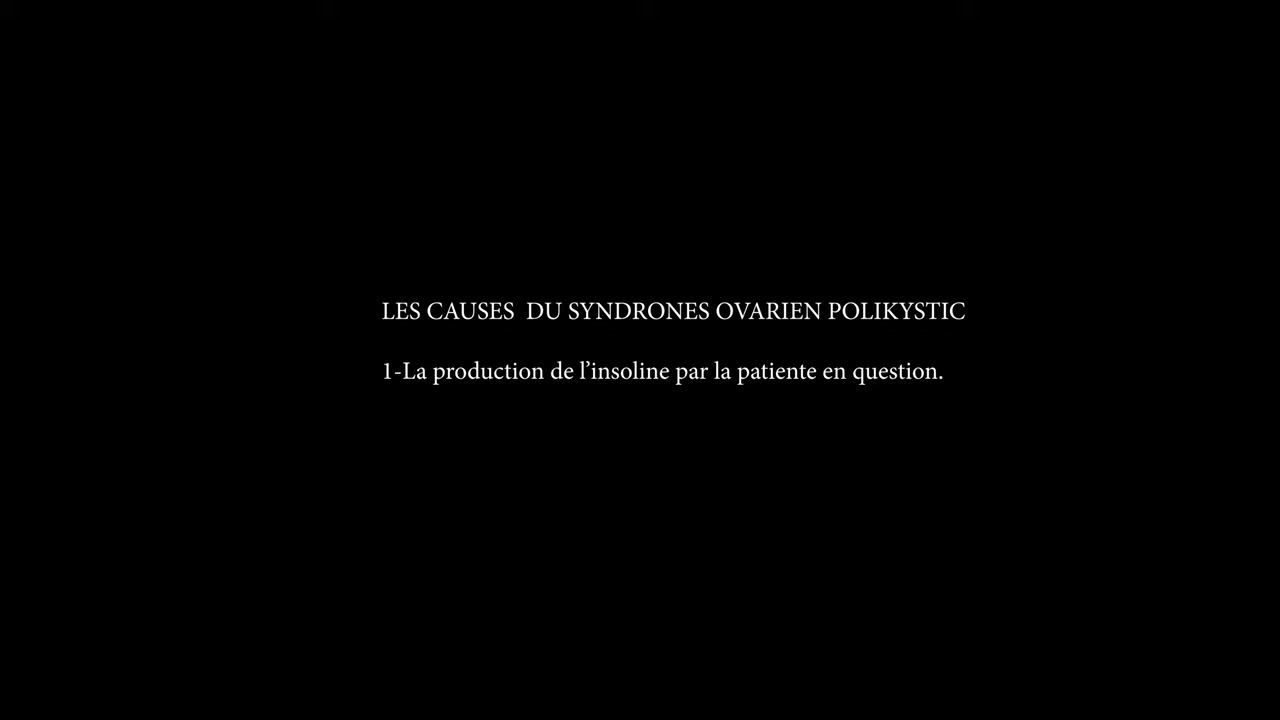 LES CAUSES  DU SYNDRONES OVARIEN POLIKYSTIC
1-La production de l’insoline par la patiente en question.